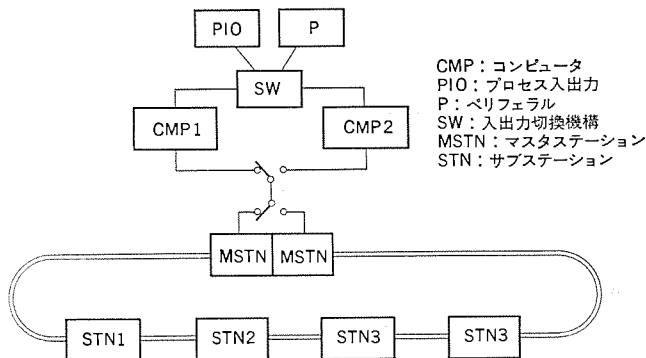 PIO
P
SW
CMP1
CMP2
CMP：コンピュータ
PIO：プロセス入出力
P：ペリフェラル
SW：入出力切換機構
MSTN：マスタステーション
STN：サブステーション
MSTN
MSTN
STN1
STN2
STN3
STN3